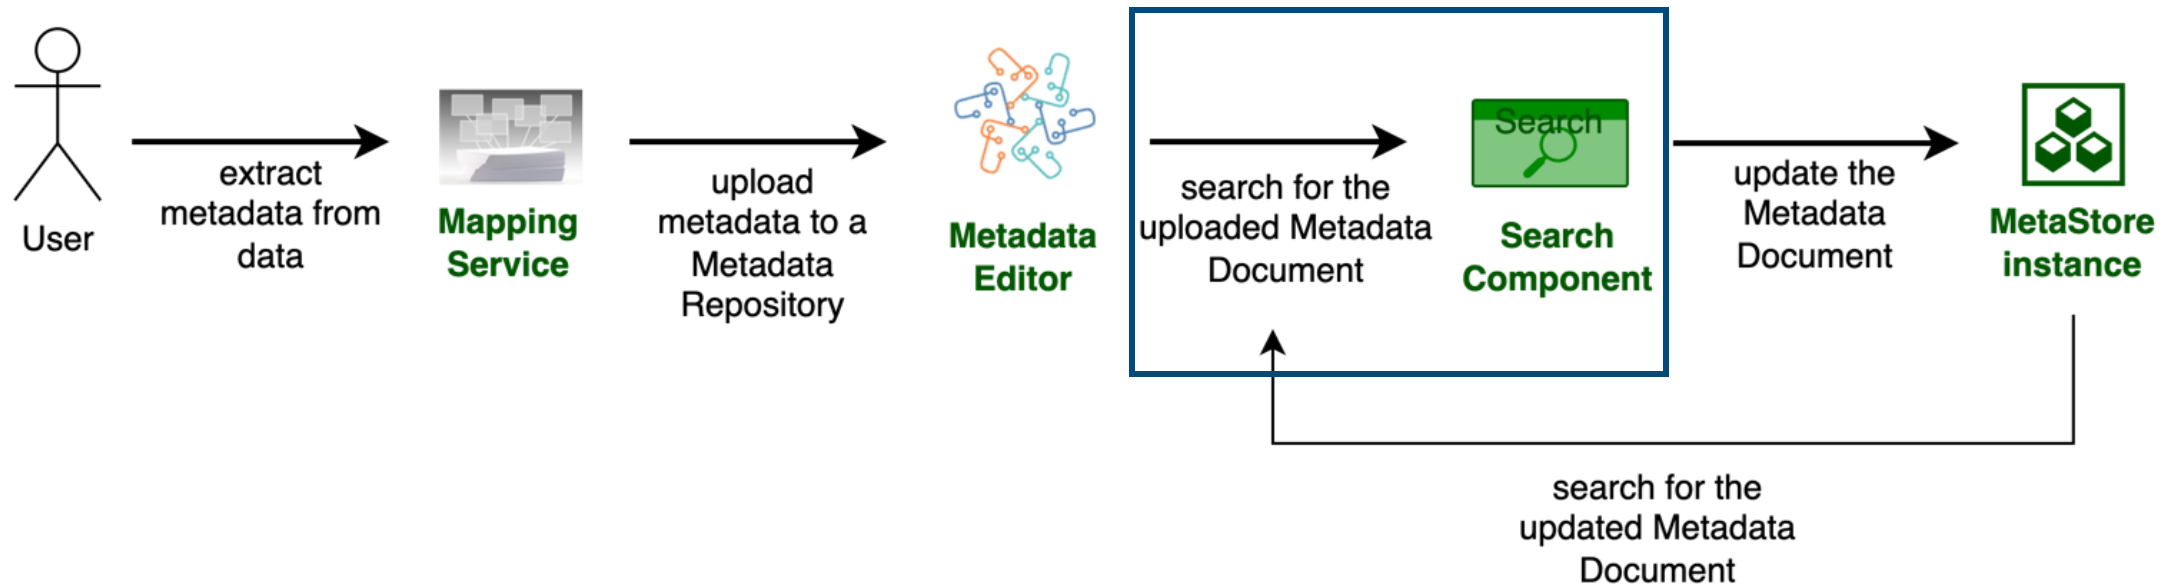 User
extract
metadata from
data
Mapping
Service
upload
metadata to a
Metadata
Repository
Metadata
Editor
search for the
uploaded Metadata
Document
Search
Search
Component
update the
Metadata
Document
MetaStore
instance
search for the
updated Metadata
Document